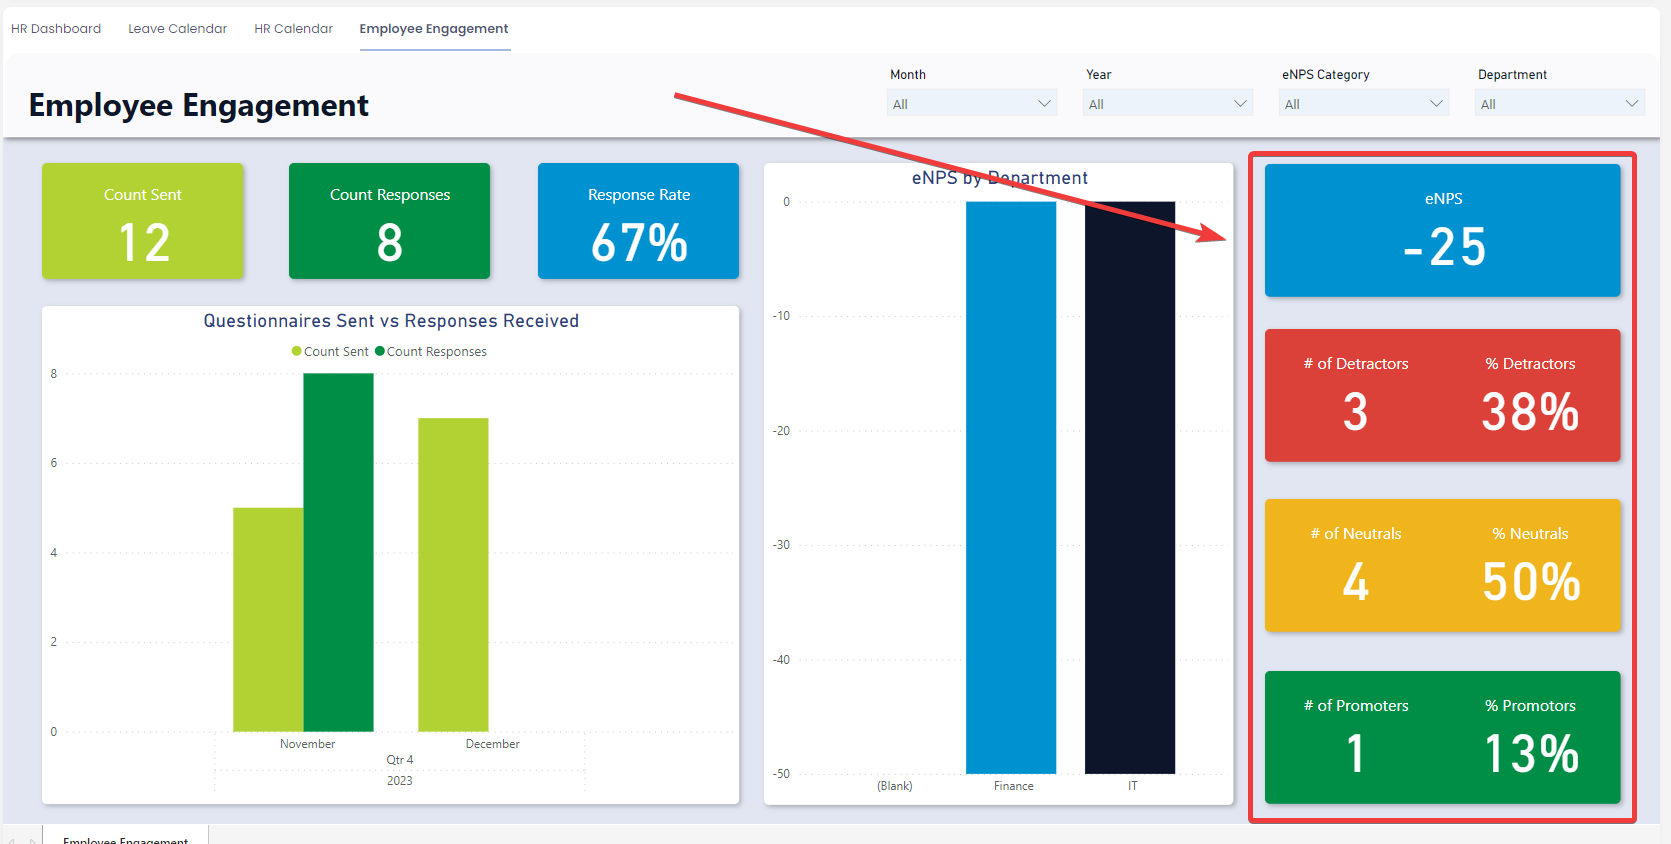 HR Dashboard
Leave Calendar
HR Calendar
Employee Engagement
Employee Engagement
Month
All
Year
All
eNPS Category
All
Department
All
Count Sent
12
Count Responses
8
Response Rate
67%
Questionnaires Sent vs Responses Received
Count Sent
Count Responses
8
6
4
2
0
November
December
Qtr 4
2023
eNPS by Department
0
-10
-20
-30
-40
-50
(Blank)
Finance
IT
eNPS
-25
# of Detractors
3
% Detractors
38%
# of Neutrals
4
% Neutrals
50%
# of Promoters
1
% Promotors
13%
Employee Engagement